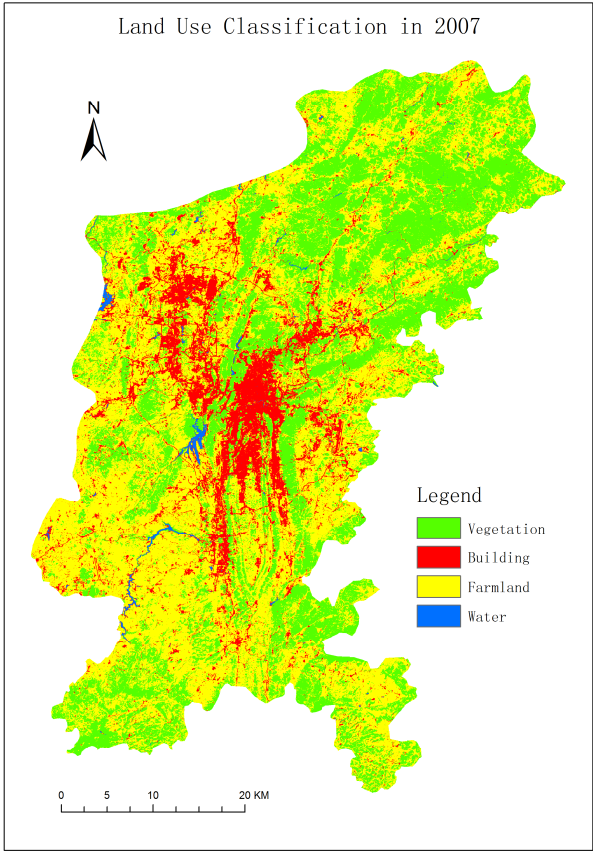 Land Use Classification in 2007
N
Legend
Vegetation
Building
Farmland
Water
0 5 10 20 KM